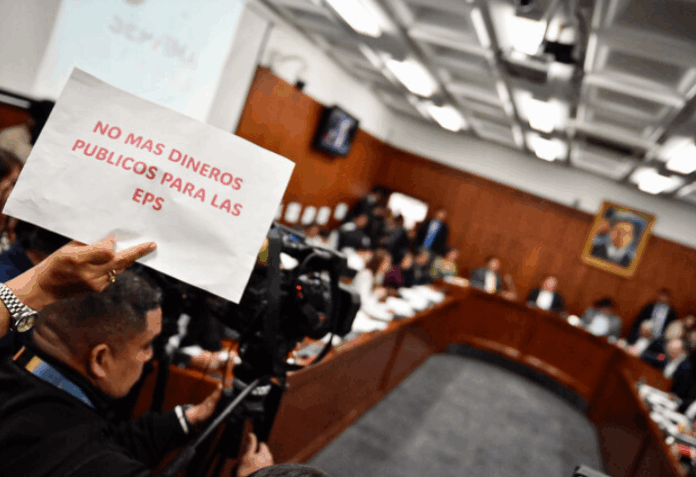 NO MAS DINEROS
PUBLICOS PARA LAS
EPS